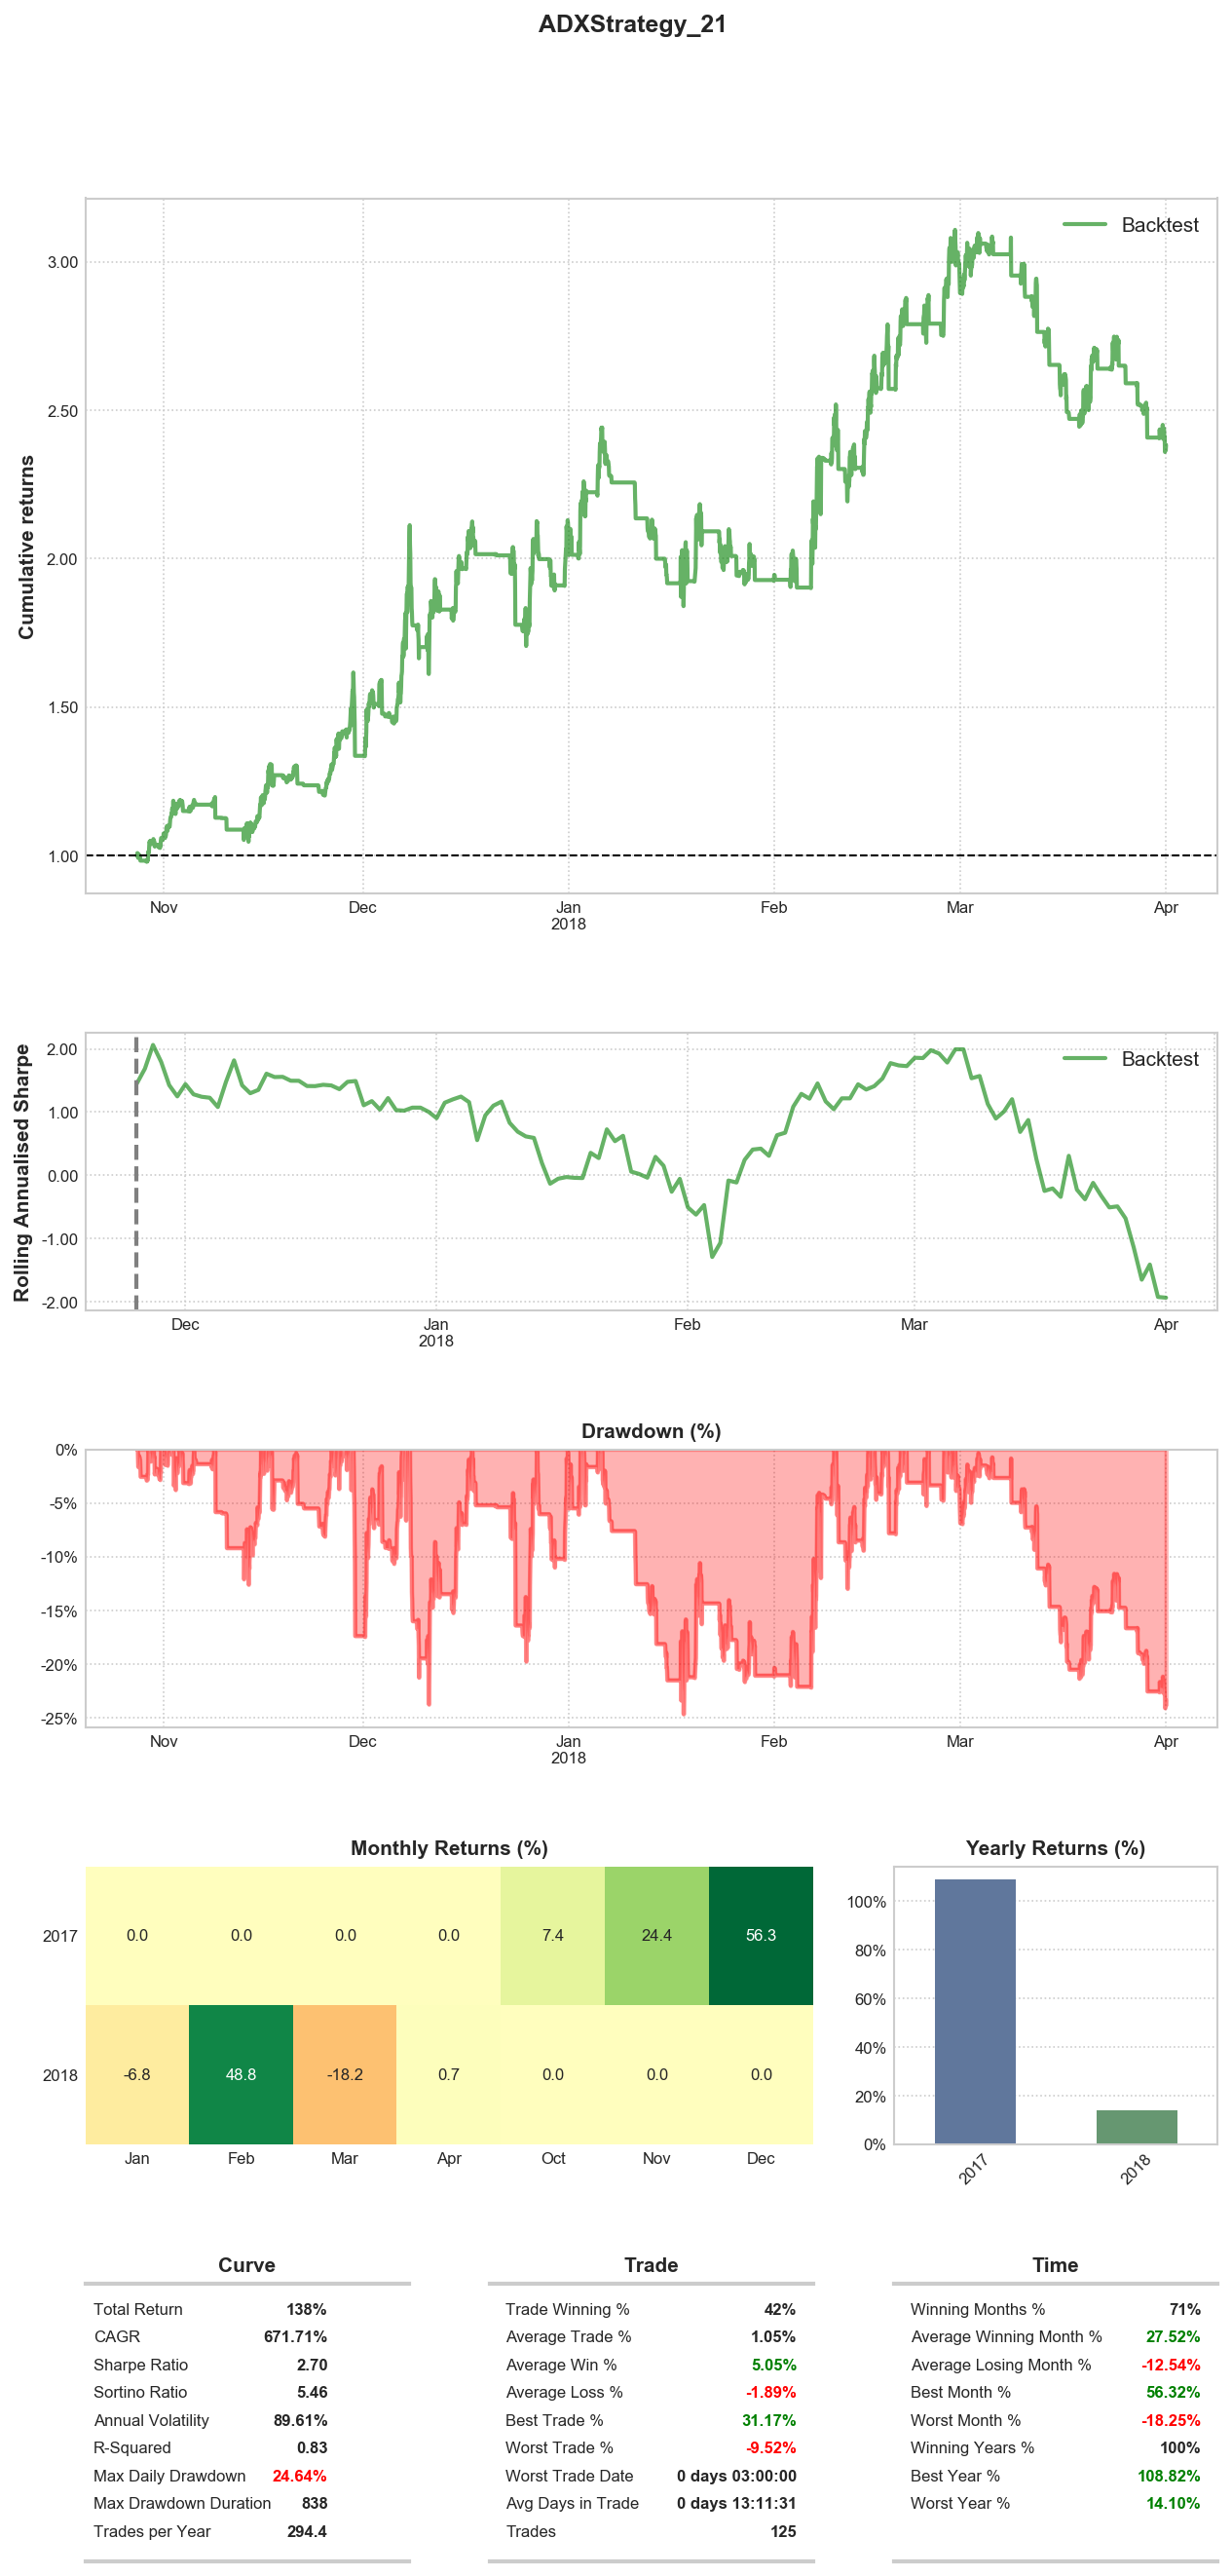 ADXStrategy_21
Backtest
Cumulative returns
3.00
2.50
2.00
1.50
1.00
Nov Dec Jan Feb Mar Apr
2018
Backtest
Rolling Annualised Sharpe
2.00
1.00
0.00
-1.00
-2.00
Dec Jan Feb Mar Apr
2018
Drawdown (%)
0%
-5%
-10%
-15%
-20%
-25%
Nov Dec Jan Feb Mar Apr
2018
Monthly Returns (%)
2017 0.0 0.0 0.0 0.0 7.4 24.4 56.3
2018 -6.8 48.8 -18.2 0.7 0.0 0.0 0.0
Jan Feb Mar Apr Oct Nov Dec
Yearly Returns (%)
100%
80%
60%
40%
20%
0%
2017 2018
Curve
Total Return 138%
CAGR 671.71%
Sharpe Ratio 2.70
Sortino Ratio 5.46
Annual Volatility 89.61%
R-Squared 0.83
Max Daily Drawdown 24.64%
Max Drawdown Duration 838
Trades per Year 294.4
Trade
Trade Winning % 42%
Average Trade % 1.05%
Average Win % 5.05%
Average Loss % -1.89%
Best Trade % 31.17%
Worst Trade % -9.52%
Worst Trade Date 0 days 03:00:00
Avg Days in Trade 0 days 13:11:31
Trades 125
Time
Winning Months % 71%
Average Winning Month % 27.52%
Average Losing Month % -12.54%
Best Month % 56.32%
Worst Month % -18.25%
Winning Years % 100%
Best Year % 108.82%
Worst Year % 14.10%